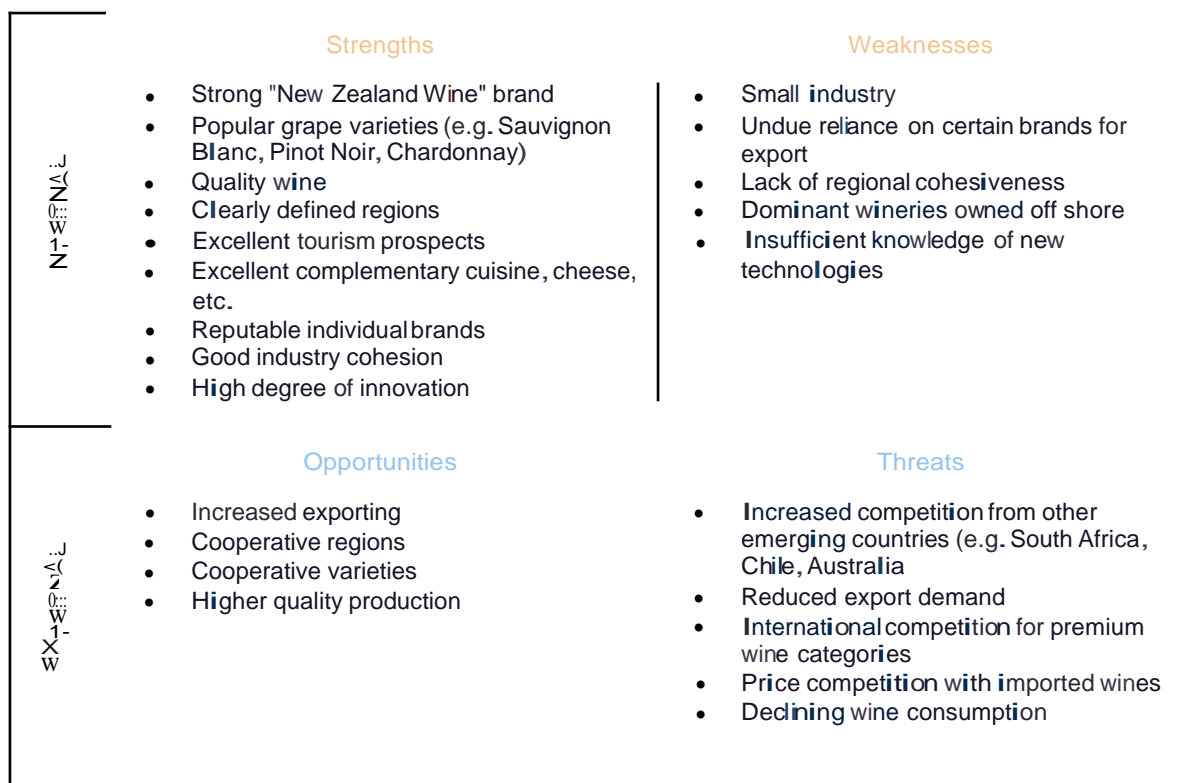 Strengths
• Strong "New Zealand Wine" brand
• Popular grape varieties (e.g. Sauvignon
Blanc, Pinot Noir, Chardonnay)
• Quality wine
• Clearly defined regions
• Excellent tourism prospects
• Excellent complementary cuisine, cheese,
etc.
• Reputable individual brands
• Good industry cohesion
• High degree of innovation
Weaknesses
• Small industry
• Undue reliance on certain brands for
export
• Lack of regional cohesiveness
• Dominant wineries owned off shore
• Insufficient knowledge of new
technologies
Opportunities
• Increased exporting
• Cooperative regions
• Cooperative varieties
• Higher quality production
Threats
• Increased competition from other
emerging countries (e.g. South Africa,
Chile, Australia
• Reduced export demand
• International competition for premium
wine categories
• Price competition with imported wines
• Declining wine consumption